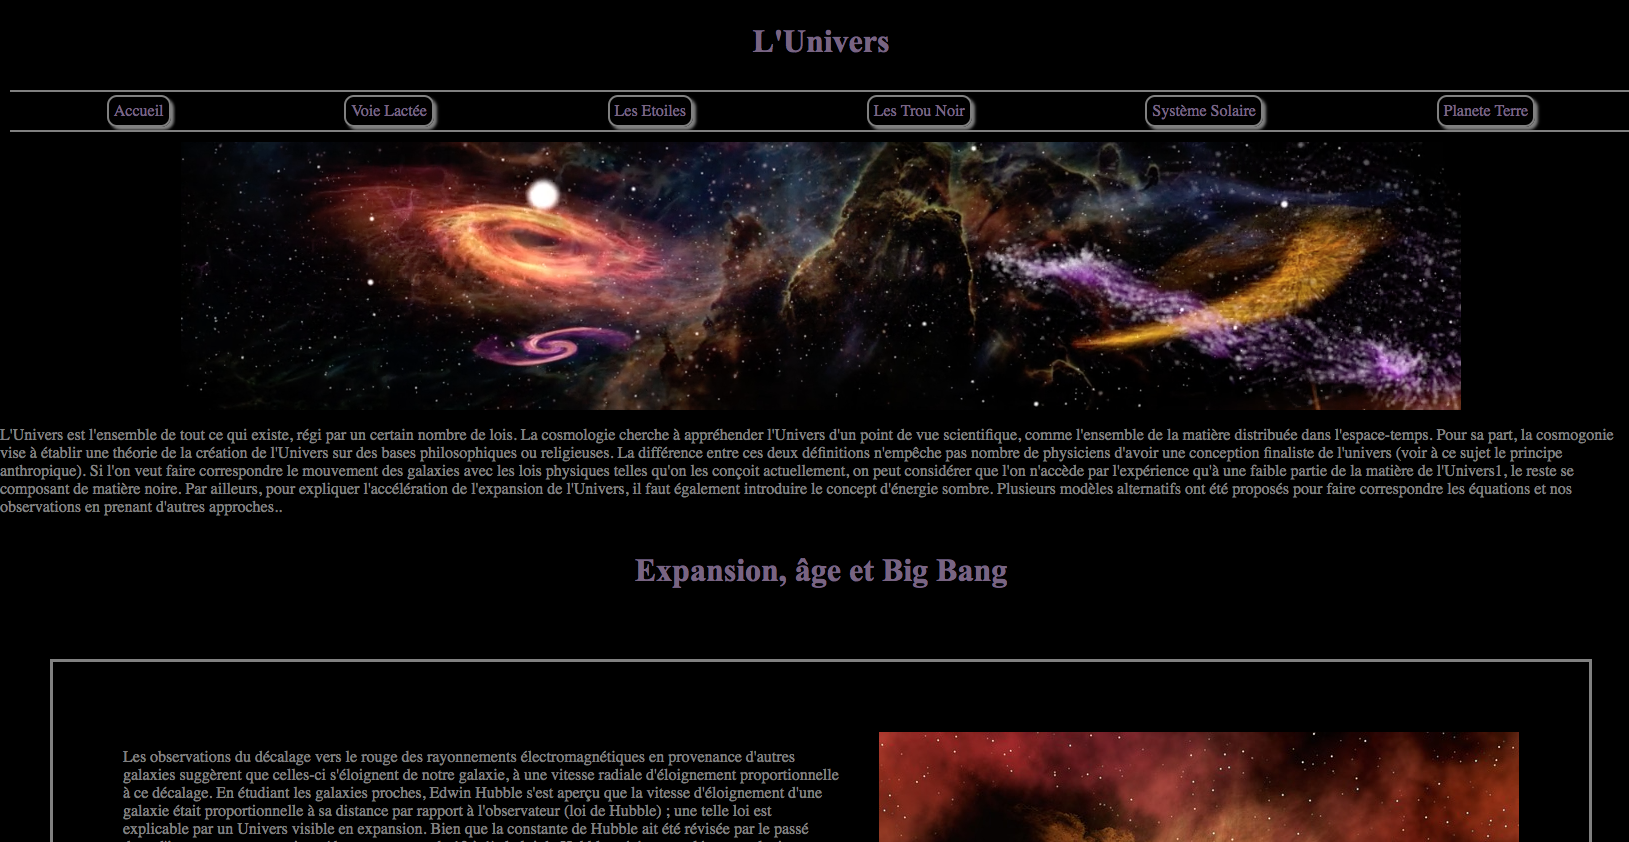 L'Univers
Accueil
Voie Lactée
Les Etoiles
Les Trou Noir
Système Solaire
Planete Terre
L'Univers est l'ensemble de tout ce qui existe, régi par un certain nombre de lois. La cosmologie cherche à appréhender l'Univers d'un point de vue scientifique, comme l'ensemble de la matière distribuée dans l'espace-temps. Pour sa part, la cosmogonie
vise à établir une théorie de la création de l'Univers sur des bases philosophiques ou religieuses. La différence entre ces deux définitions n'empêche pas nombre de physiciens d'avoir une conception finaliste de l'univers (voir à ce sujet le principe
anthropique). Si l'on veut faire correspondre le mouvement des galaxies avec les lois physiques telles qu'on les conçoit actuellement, on peut considérer que l'on n'accède par l'expérience qu'à une faible partie de la matière de l'Univers1, le reste se
composant de matière noire. Par ailleurs, pour expliquer l'accélération de l'expansion de l'Univers, il faut également introduire le concept d'énergie sombre. Plusieurs modèles alternatifs ont été proposés pour faire correspondre les équations et nos
observations en prenant d'autres approches..
Expansion, âge et Big Bang
Les observations du décalage vers le rouge des rayonnements électromagnétiques en provenance d'autres
galaxies suggèrent que celles-ci s'éloignent de notre galaxie, à une vitesse radiale d'éloignement proportionnelle
à ce décalage. En étudiant les galaxies proches, Edwin Hubble s'est aperçu que la vitesse d'éloignement d'une
galaxie était proportionnelle à sa distance par rapport à l'observateur (loi de Hubble) ; une telle loi est
explicable par un Univers visible en expansion. Bien que la constante de Hubble ait été révisée par le passé